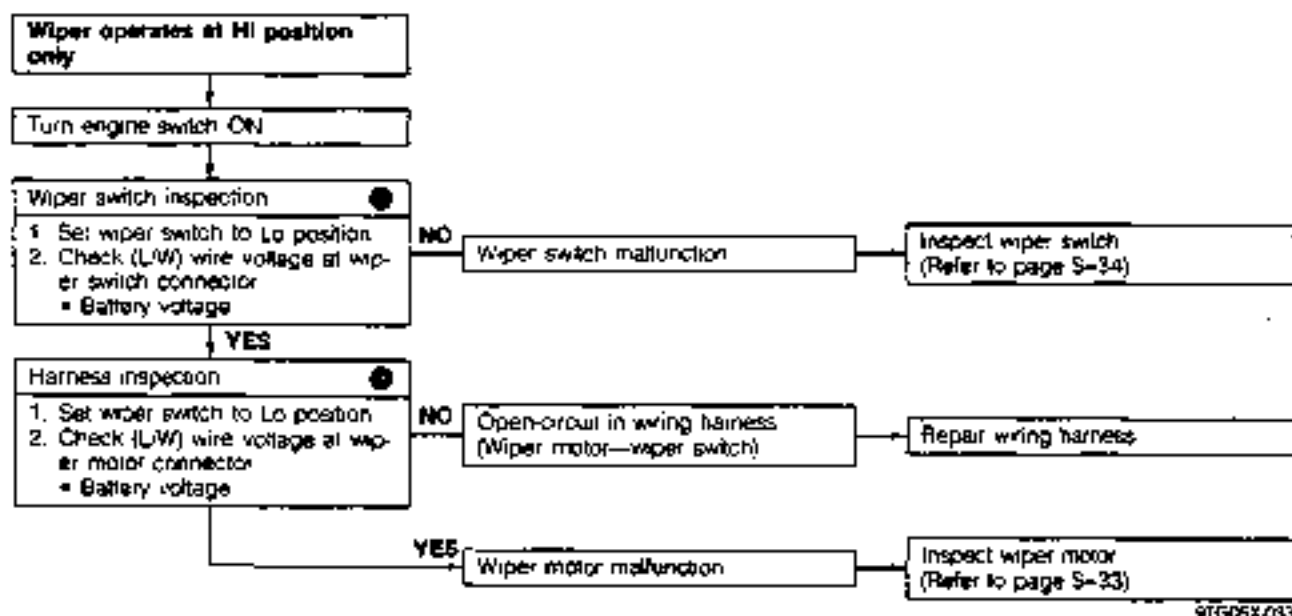 Wiper operates at Hi position
only
Turn engine switch ON
Wiper switch inspection
1. Set wiper switch to Lo position
2. Check (L/W) wire voltage at wip-
er switch connector
• Battery voltage
NO
Wiper switch malfunction
Inspect wiper switch
(Refer to page S–34)
YES
Harness inspection
1. Set wiper switch to Lo position
2. Check (L/W) wire voltage at wip-
er motor connector
• Battery voltage
NO
Open-circuit in wiring harness
(Wiper motor—wiper switch)
Repair wiring harness
YES
Wiper motor malfunction
Inspect wiper motor
(Refer to page S–33)